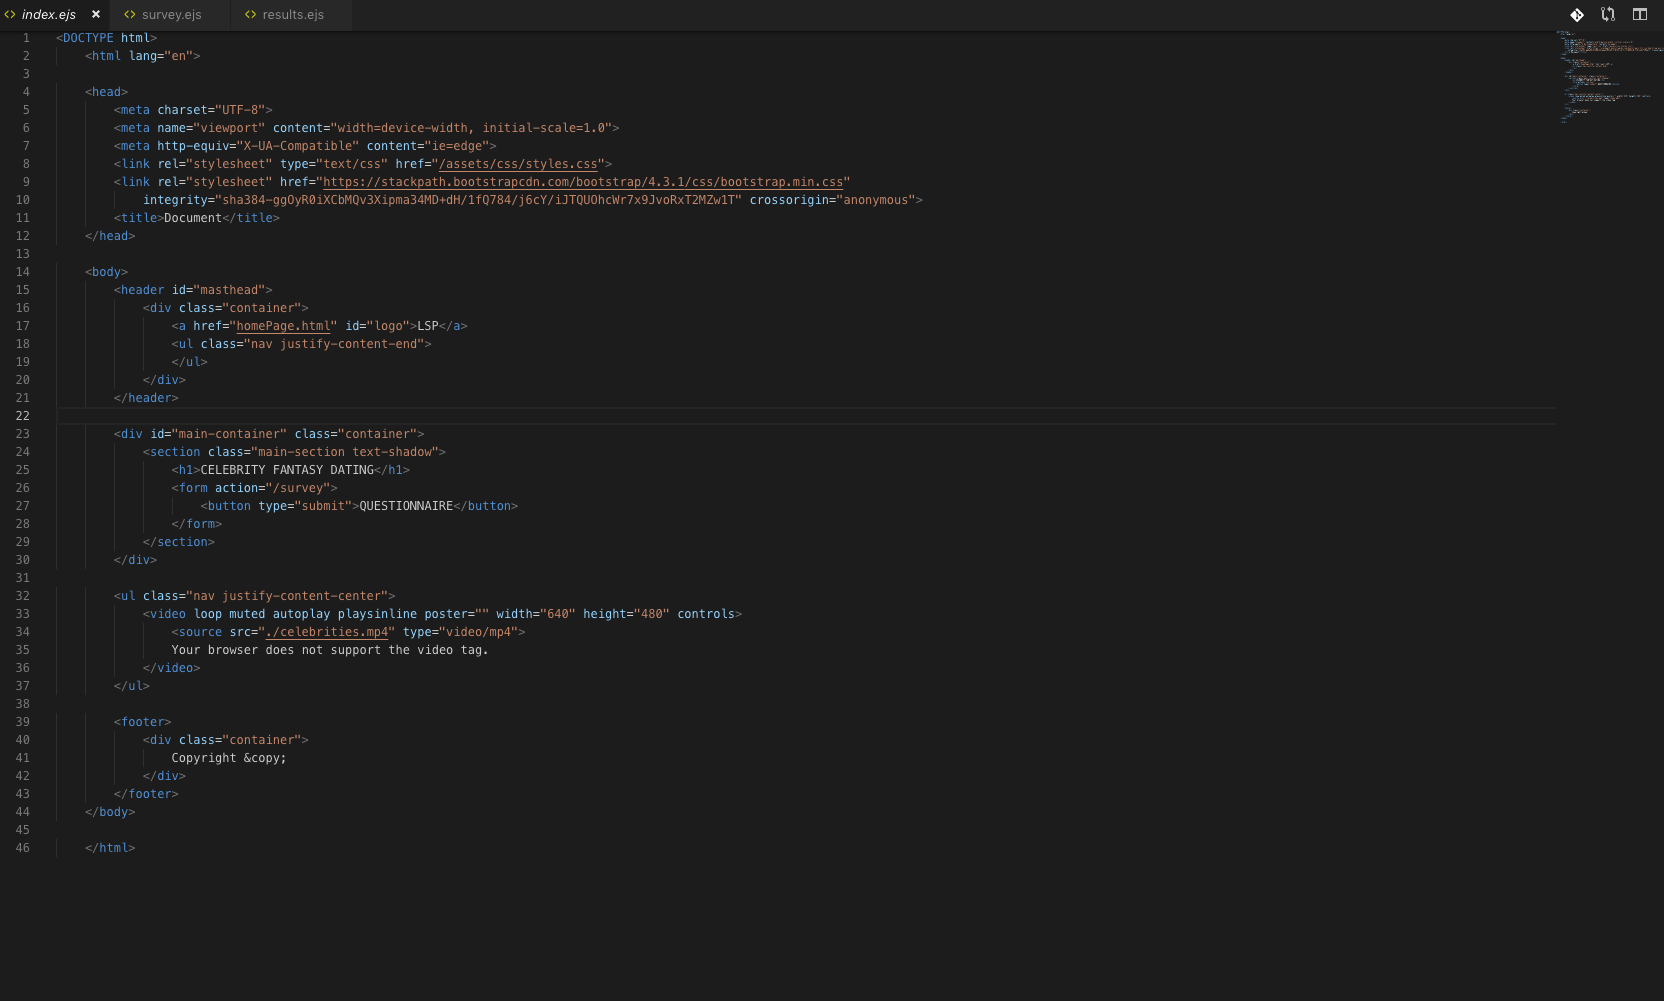 index.ejs × survey.ejs results.ejs
1 <DOCTYPE html>
2 <html lang="en">
3
4 <head>
5 <meta charset="UTF-8">
6 <meta name="viewport" content="width=device-width, initial-scale=1.0">
7 <meta http-equiv="X-UA-Compatible" content="ie=edge">
8 <link rel="stylesheet" type="text/css" href="/assets/css/styles.css">
9 <link rel="stylesheet" href="https://stackpath.bootstrapcdn.com/bootstrap/4.3.1/css/bootstrap.min.css"
10 integrity="sha384-ggOyR0iXCbMQv3Xipma34MD+dH/1fQ784/j6cY/iJTQUOhcWr7x9JvoRxT2MZw1T" crossorigin="anonymous">
11 <title>Document</title>
12 </head>
13
14 <body>
15 <header id="masthead">
16 <div class="container">
17 <a href="homePage.html" id="logo">LSP</a>
18 <ul class="nav justify-content-end">
19 </ul>
20 </div>
21 </header>
22
23 <div id="main-container" class="container">
24 <section class="main-section text-shadow">
25 <h1>CELEBRITY FANTASY DATING</h1>
26 <form action="/survey">
27 <button type="submit">QUESTIONNAIRE</button>
28 </form>
29 </section>
30 </div>
31
32 <ul class="nav justify-content-center">
33 <video loop muted autoplay playsinline poster="" width="640" height="480" controls>
34 <source src="./celebrities.mp4" type="video/mp4">
35 Your browser does not support the video tag.
36 </video>
37 </ul>
38
39 <footer>
40 <div class="container">
41 Copyright &copy;
42 </div>
43 </footer>
44 </body>
45
46 </html>